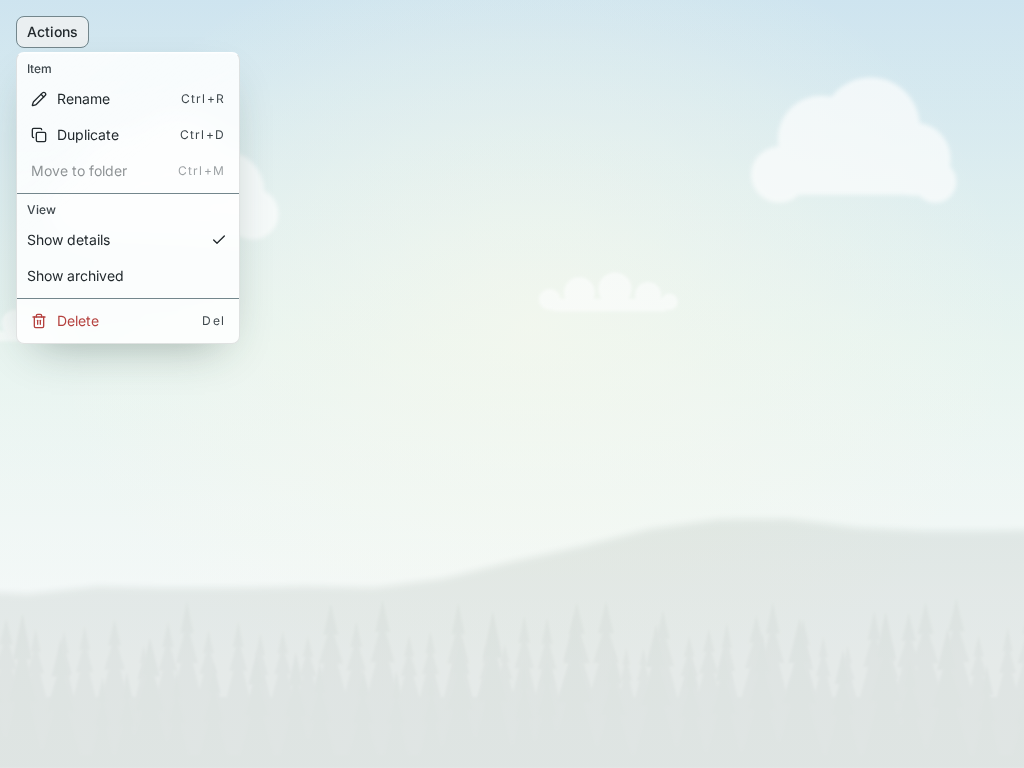 Actions
Item
Rename Ctrl+R
Duplicate Ctrl+D
Move to folder Ctrl+M
View
Show details
Show archived
Delete Del